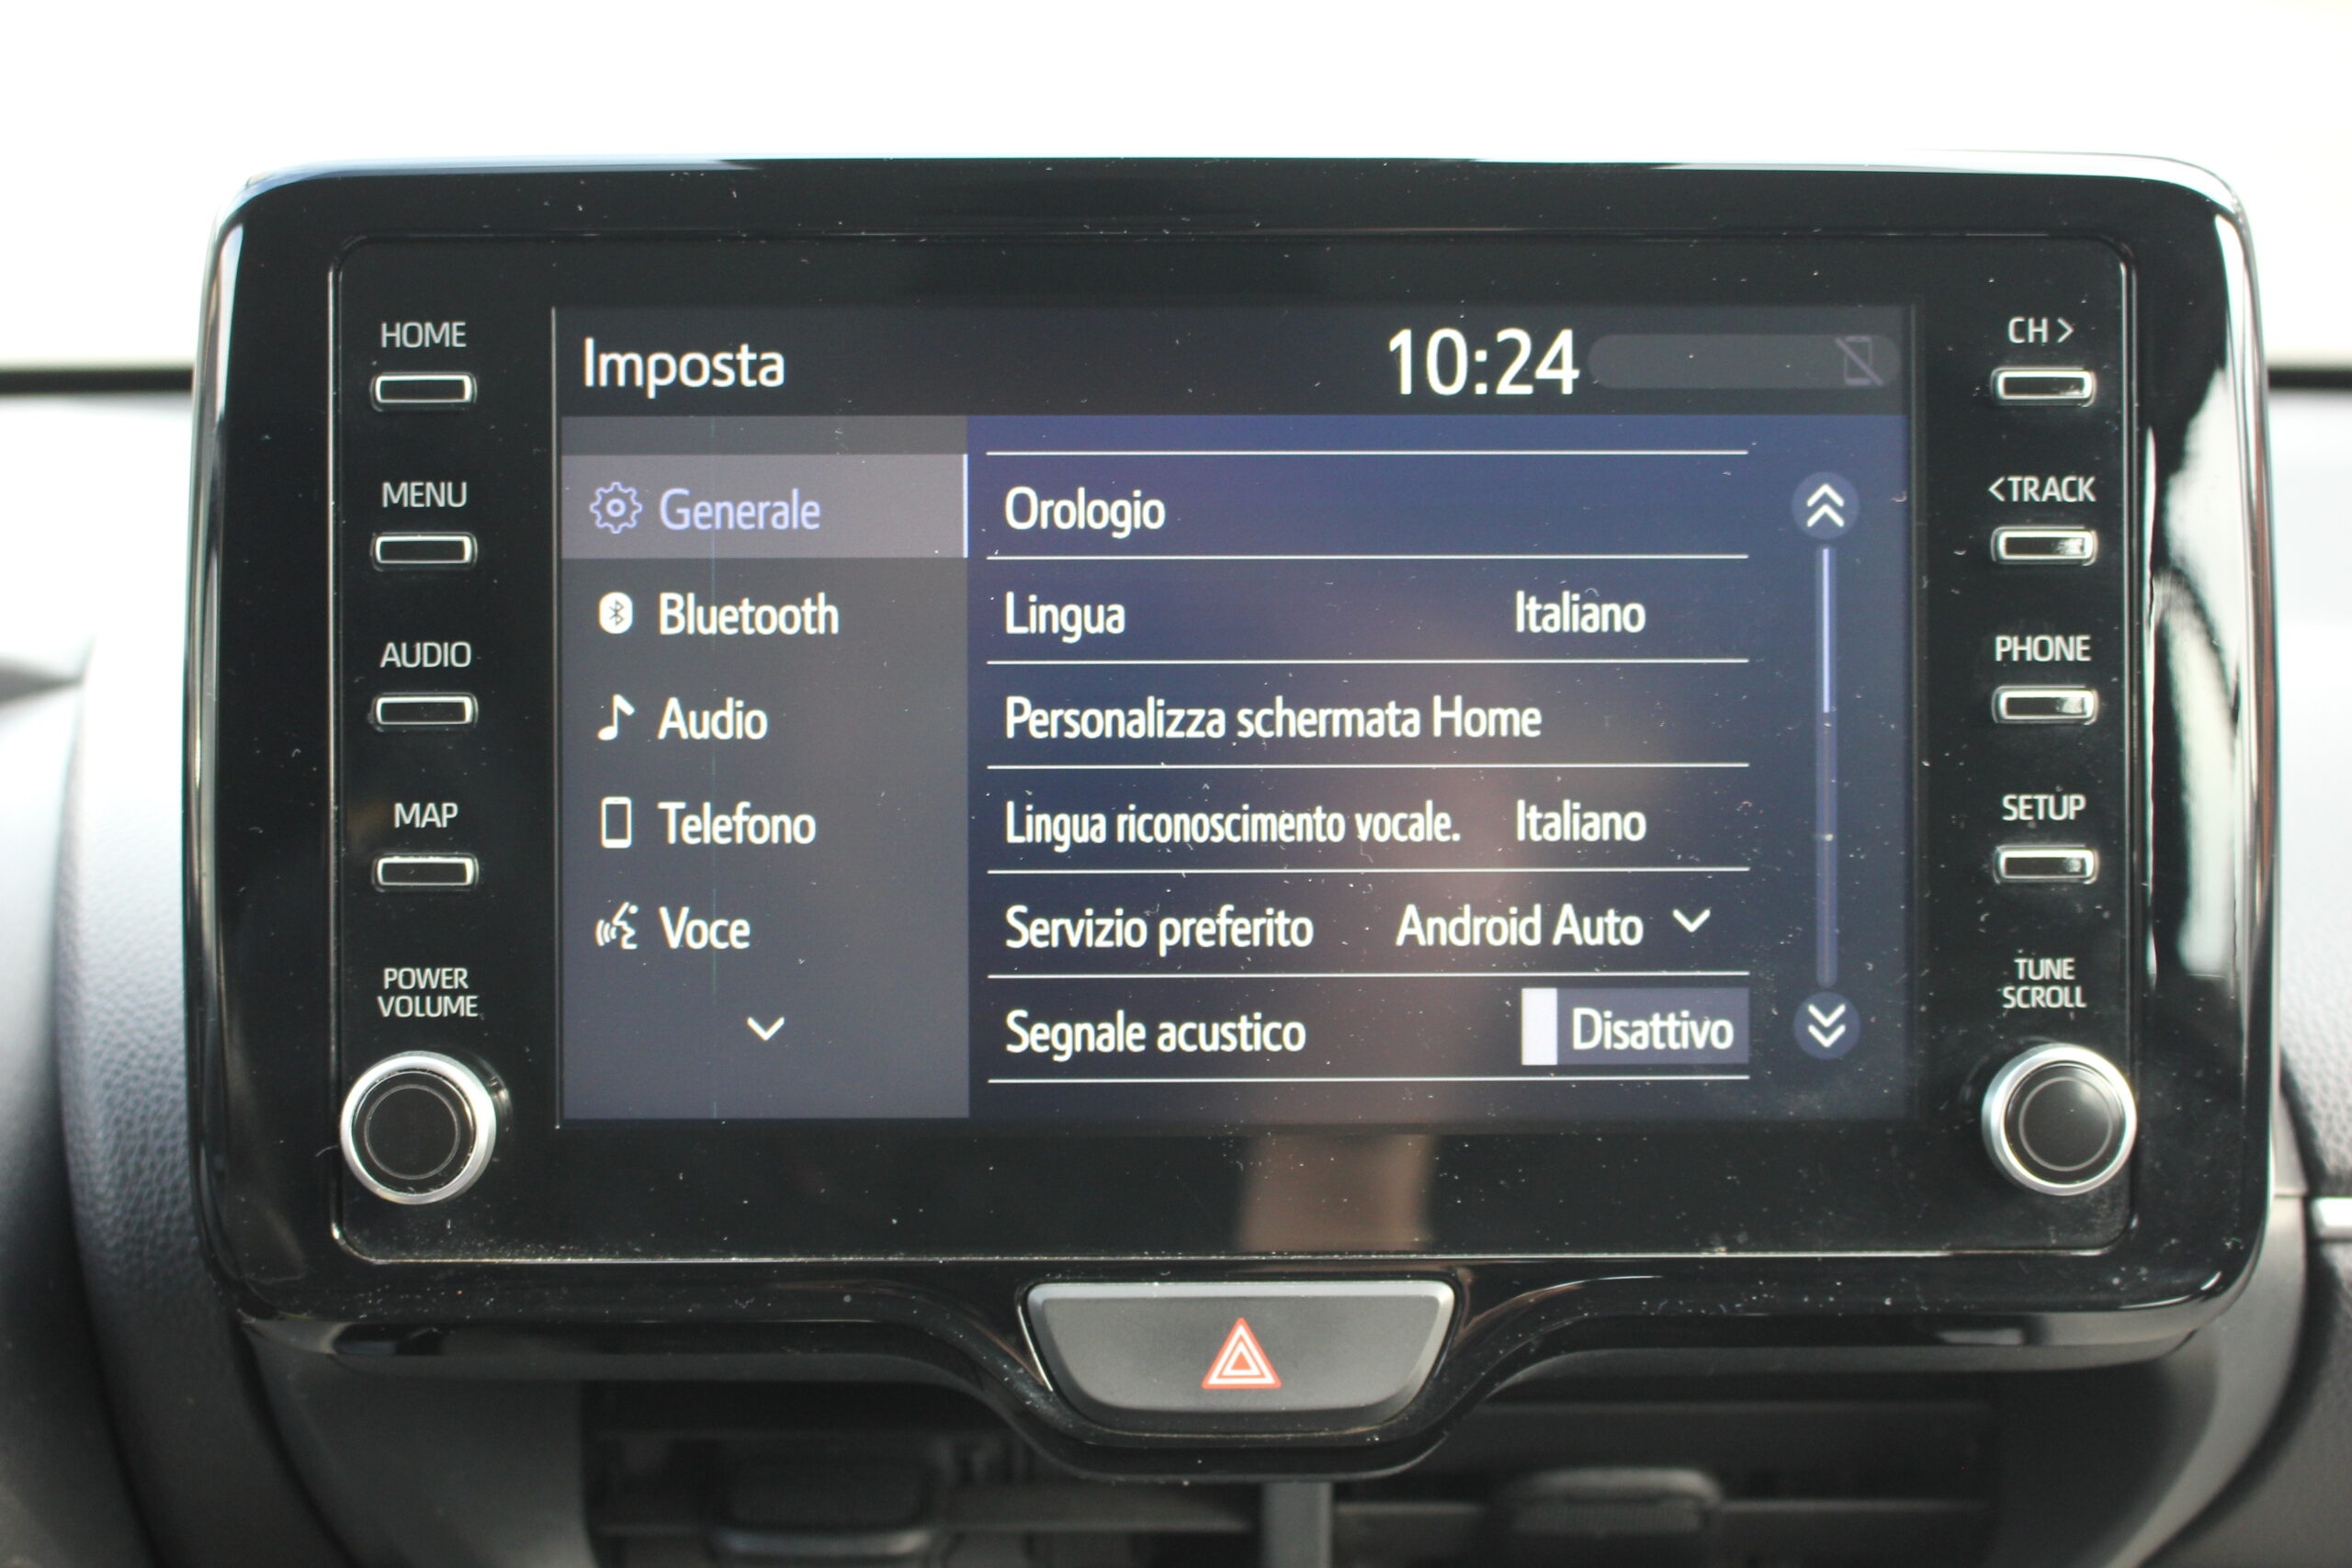 HOME
MENU
AUDIO
MAP
POWER
VOLUME
Imposta
10:24
Generale
Bluetooth
Audio
Telefono
Voce
Orologio
Lingua Italiano
Personalizza schermata Home
Lingua riconoscimento vocale. Italiano
Servizio preferito Android Auto
Segnale acustico Disattivo
CH >
<TRACK
PHONE
SETUP
TUNE
SCROLL